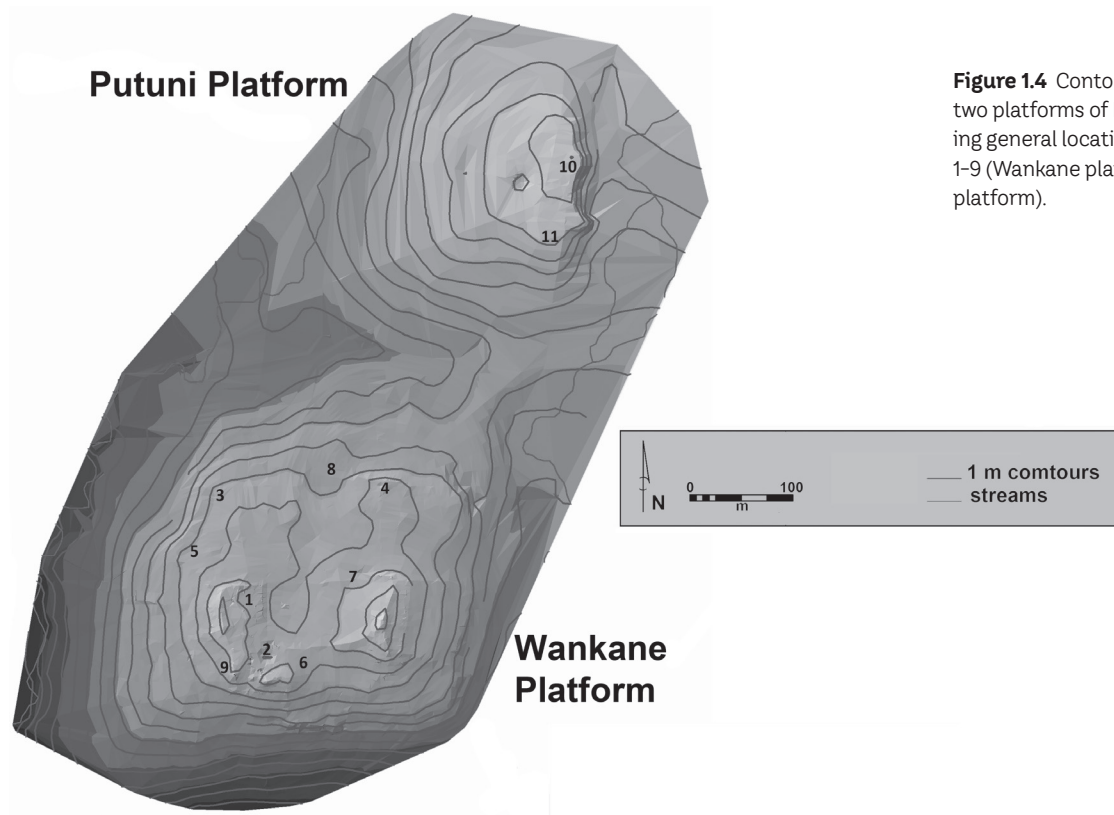 Putuni Platform
Figure 1.4 Conto
two platforms of
ing general locati
1–9 (Wankane pla
platform).
10
11
8
3
4
5
7
1
2
6
9
Wankane
Platform
N
0 100
m
1 m comtours
streams